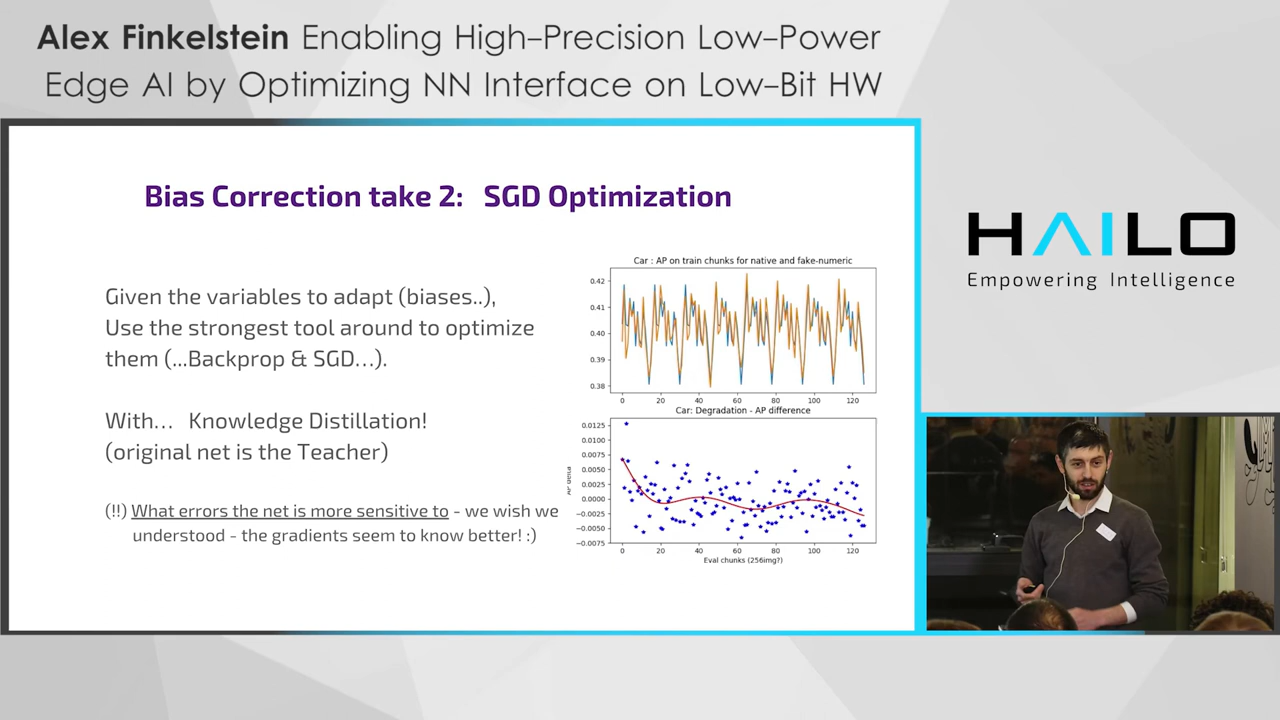 Alex Finkelstein Enabling High-Precision Low-Power
Edge AI by Optimizing NN Interface on Low-Bit HW
HAILO
Empowering Intelligence
Bias Correction take 2: SGD Optimization
Given the variables to adapt (biases..),
Use the strongest tool around to optimize
them (...Backprop & SGD...).
With... Knowledge Distillation!
(original net is the Teacher)
(!!) What errors the net is more sensitive to - we wish we
understood - the gradients seem to know better! :)
Car : AP on train chunks for native and fake-numeric
0.42
0.41
0.40
0.39
0.38
0 20 40 60 80 100 120
Car: Degradation - AP difference
0.0125
0.0100
0.0075
0.0050
0.0025
0.0000
−0.0025
−0.0050
−0.0075
0 20 40 60 80 100 120
Eval chunks (256img?)